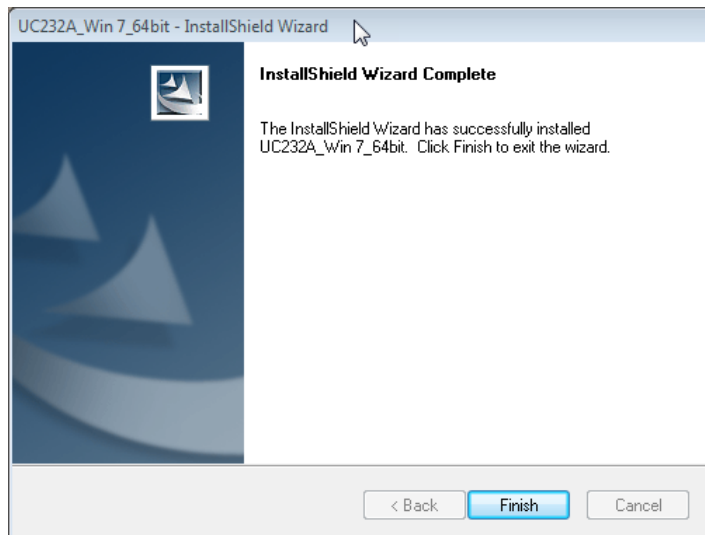 UC232A_Win 7_64bit - InstallShield Wizard
InstallShield Wizard Complete
The InstallShield Wizard has successfully installed
UC232A_Win 7_64bit. Click Finish to exit the wizard.
< Back
Finish
Cancel